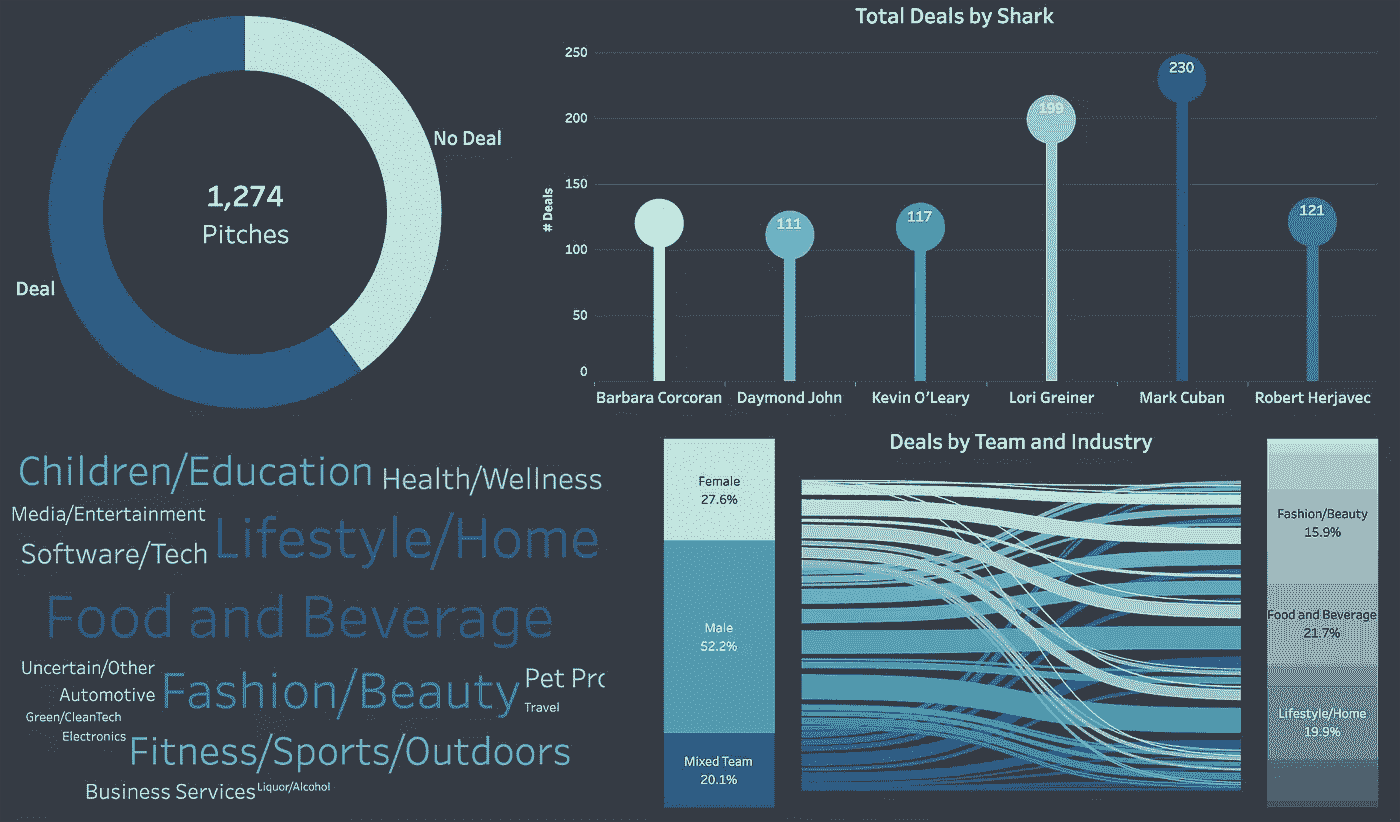 1,274
Pitches
No Deal
Deal
Total Deals by Shark
# Deals
250
200
150
100
50
0
111
117
199
230
121
Barbara Corcoran
Daymond John
Kevin O'Leary
Lori Greiner
Mark Cuban
Robert Herjavec
Children/Education
Health/Wellness
Media/Entertainment
Software/Tech
Lifestyle/Home
Food and Beverage
Uncertain/Other
Automotive
Fashion/Beauty
Pet Pro
Travel
Green/CleanTech
Electronics
Fitness/Sports/Outdoors
Business Services
Liquor/Alcohol
Deals by Team and Industry
Female
27.6%
Male
52.2%
Mixed Team
20.1%
Fashion/Beauty
15.9%
Food and Beverage
21.7%
Lifestyle/Home
19.9%